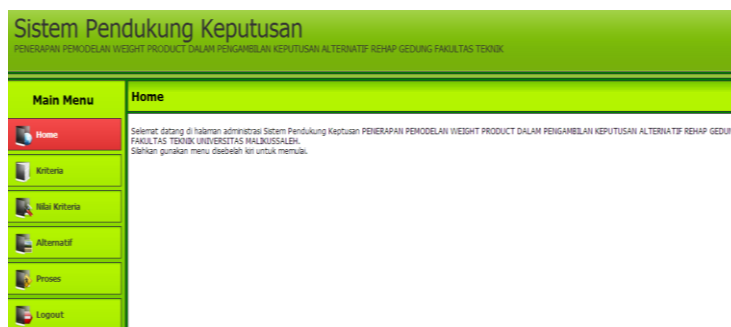 Sistem Pendukung Keputusan
PENERAPAN PEMODELAN WEIGHT PRODUCT DALAM PENGAMBILAN KEPUTUSAN ALTERNATIF REHAP GEDUNG FAKULTAS TEKNIK
Main Menu
Home
Kriteria
Nilai Kriteria
Alternatif
Proses
Logout
Home
Selemat datang di halaman administrasi Sistem Pendukung Keptusan PENERAPAN PEMODELAN WEIGHT PRODUCT DALAM PENGAMBILAN KEPUTUSAN ALTERNATIF REHAP GEDUN
FAKULTAS TEKNIK UNIVERSITAS MALIKUSSALEH.
Silahkan gunakan menu disebelah kiri untuk memulai.